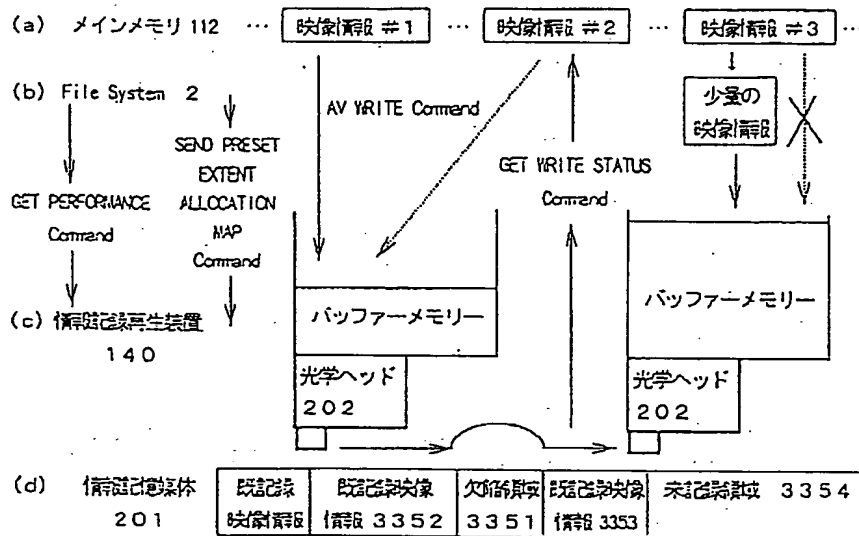 (a) メインメモリ 112 … 映像情報 #1 … 映像情報 #2 … 映像情報 #3 …
(b) File System 2
AV WRITE Command
少量の
映像情報
SEND PRESET
EXTENT
ALLOCATION
MAP
Command
GET PERFORMANCE
Command
GET WRITE STATUS
Command
(c) 情報記録再生装置
140
バッファーメモリー
光学ヘッド
202
バッファーメモリー
光学ヘッド
202
(d) 情報記憶媒体
201
既記録
映像情報
既記録映像
情報 3352
欠陥領域
3351
既記録映像
情報 3353
未記録領域 3354